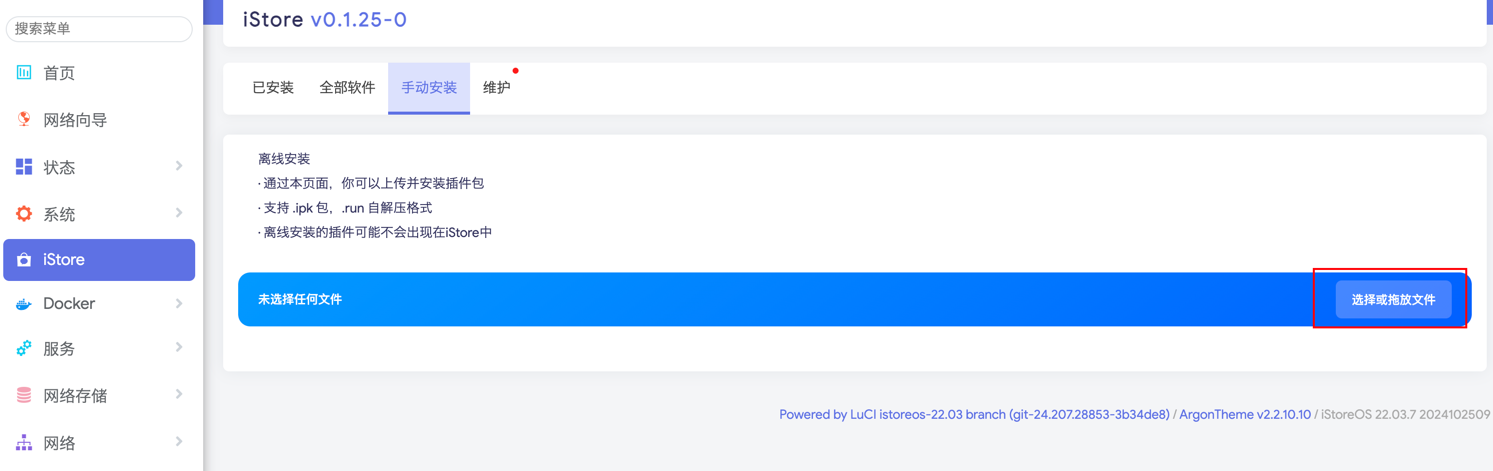 搜索菜单
首页
网络向导
状态
系统
iStore
Docker
服务
网络存储
网络
iStore v0.1.25-0
已安装 全部软件 手动安装 维护
离线安装
· 通过本页面，你可以上传并安装插件包
· 支持 .ipk 包，.run 自解压格式
· 离线安装的插件可能不会出现在iStore中
未选择任何文件 选择或拖放文件
Powered by LuCI istoreos-22.03 branch (git-24.207.28853-3b34de8) / ArgonTheme v2.2.10.10 / iStoreOS 22.03.7 2024102509